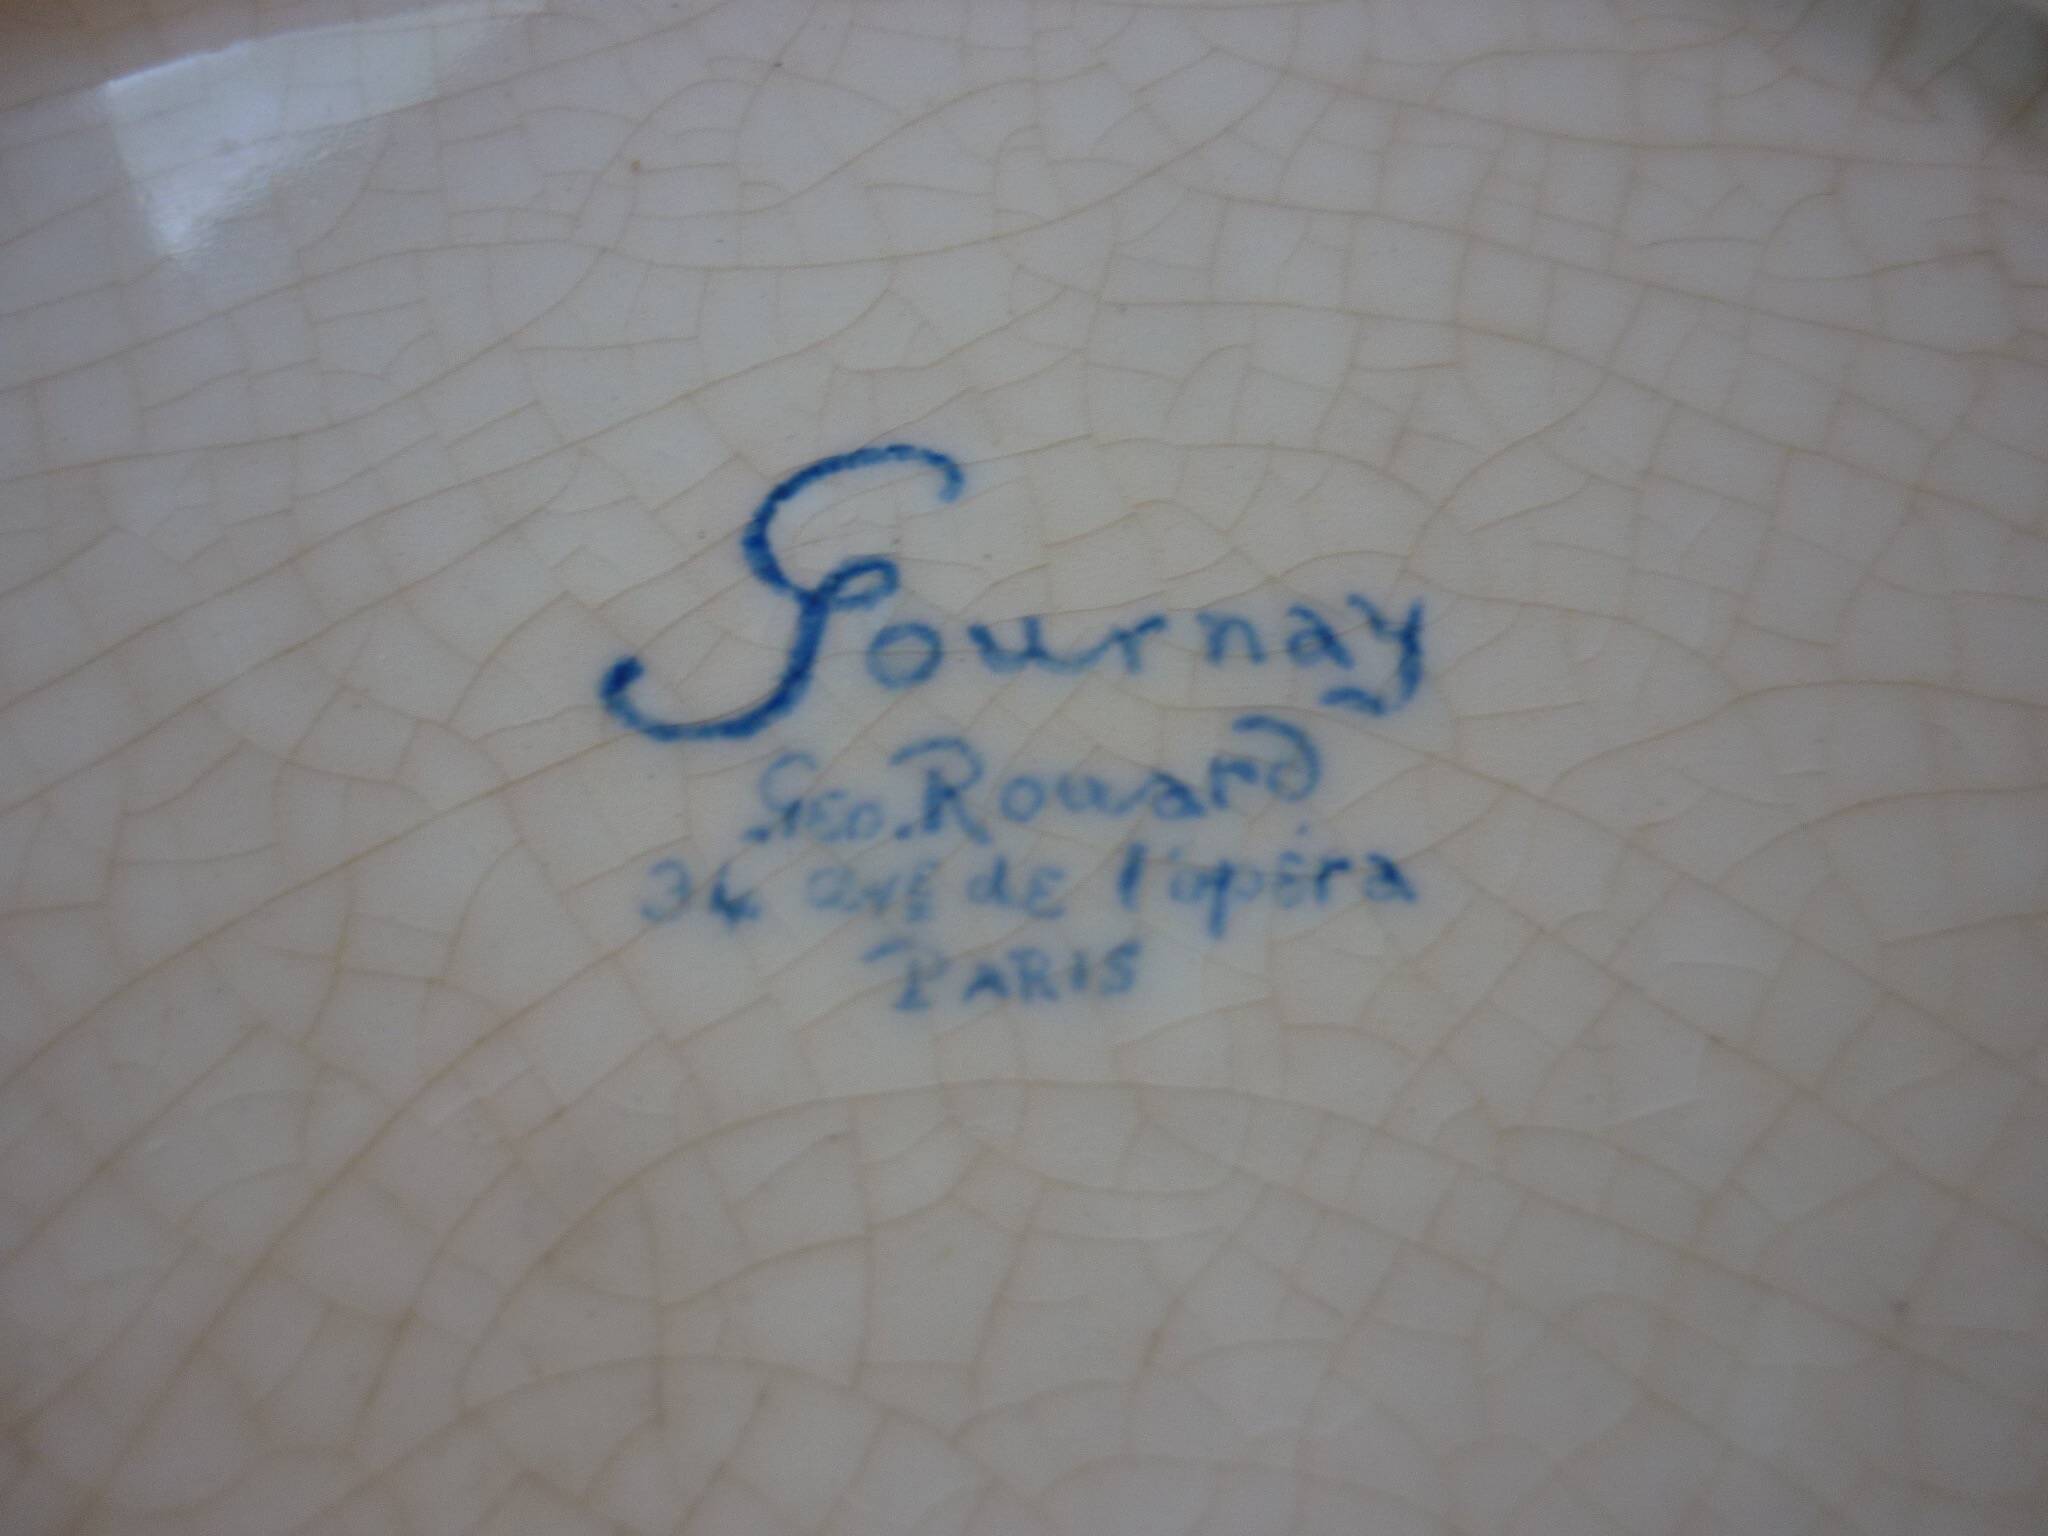 Gournay
Geo. Rouard
34 ave de l'opéra
PARIS